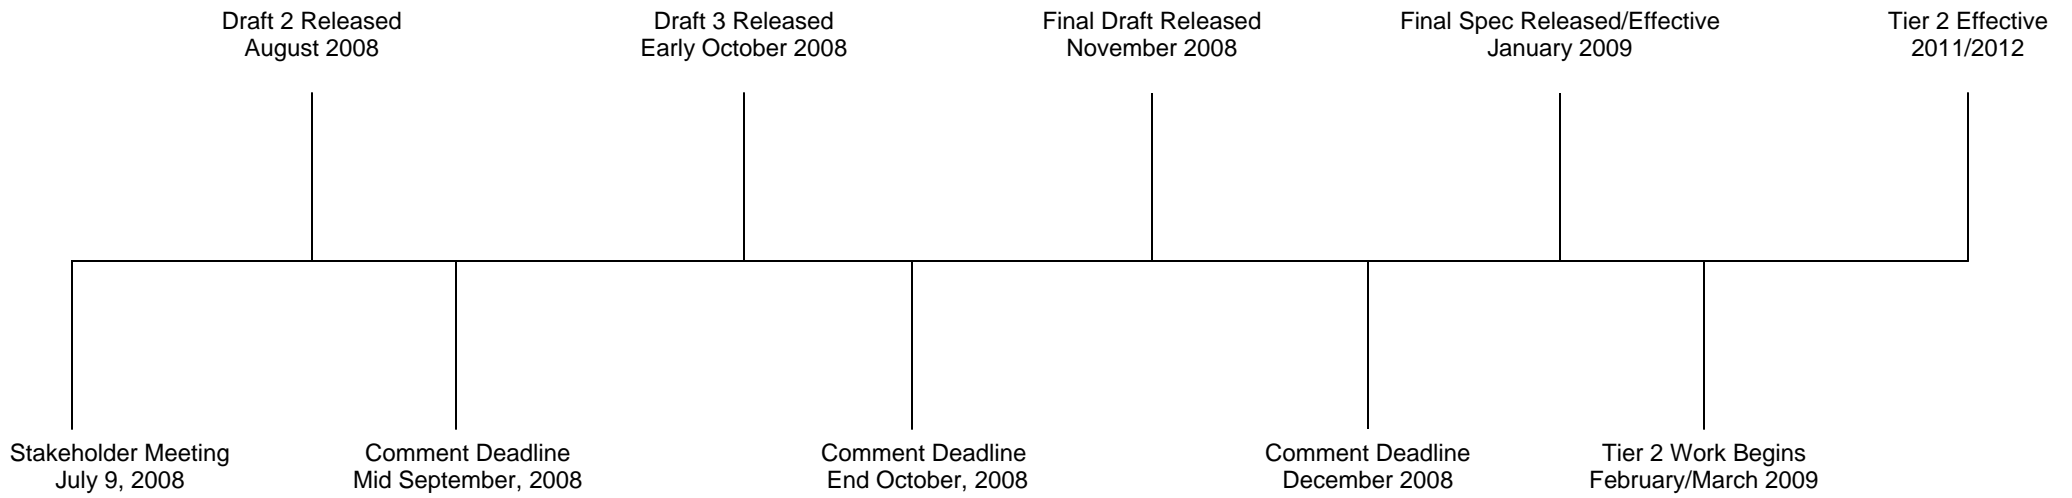 Draft 2 Released
August 2008
Draft 3 Released
Early October 2008
Final Draft Released
November 2008
Final Spec Released/Effective
January 2009
Tier 2 Effective
2011/2012
Stakeholder Meeting
July 9, 2008
Comment Deadline
Mid September, 2008
Comment Deadline
End October, 2008
Comment Deadline
December 2008
Tier 2 Work Begins
February/March 2009